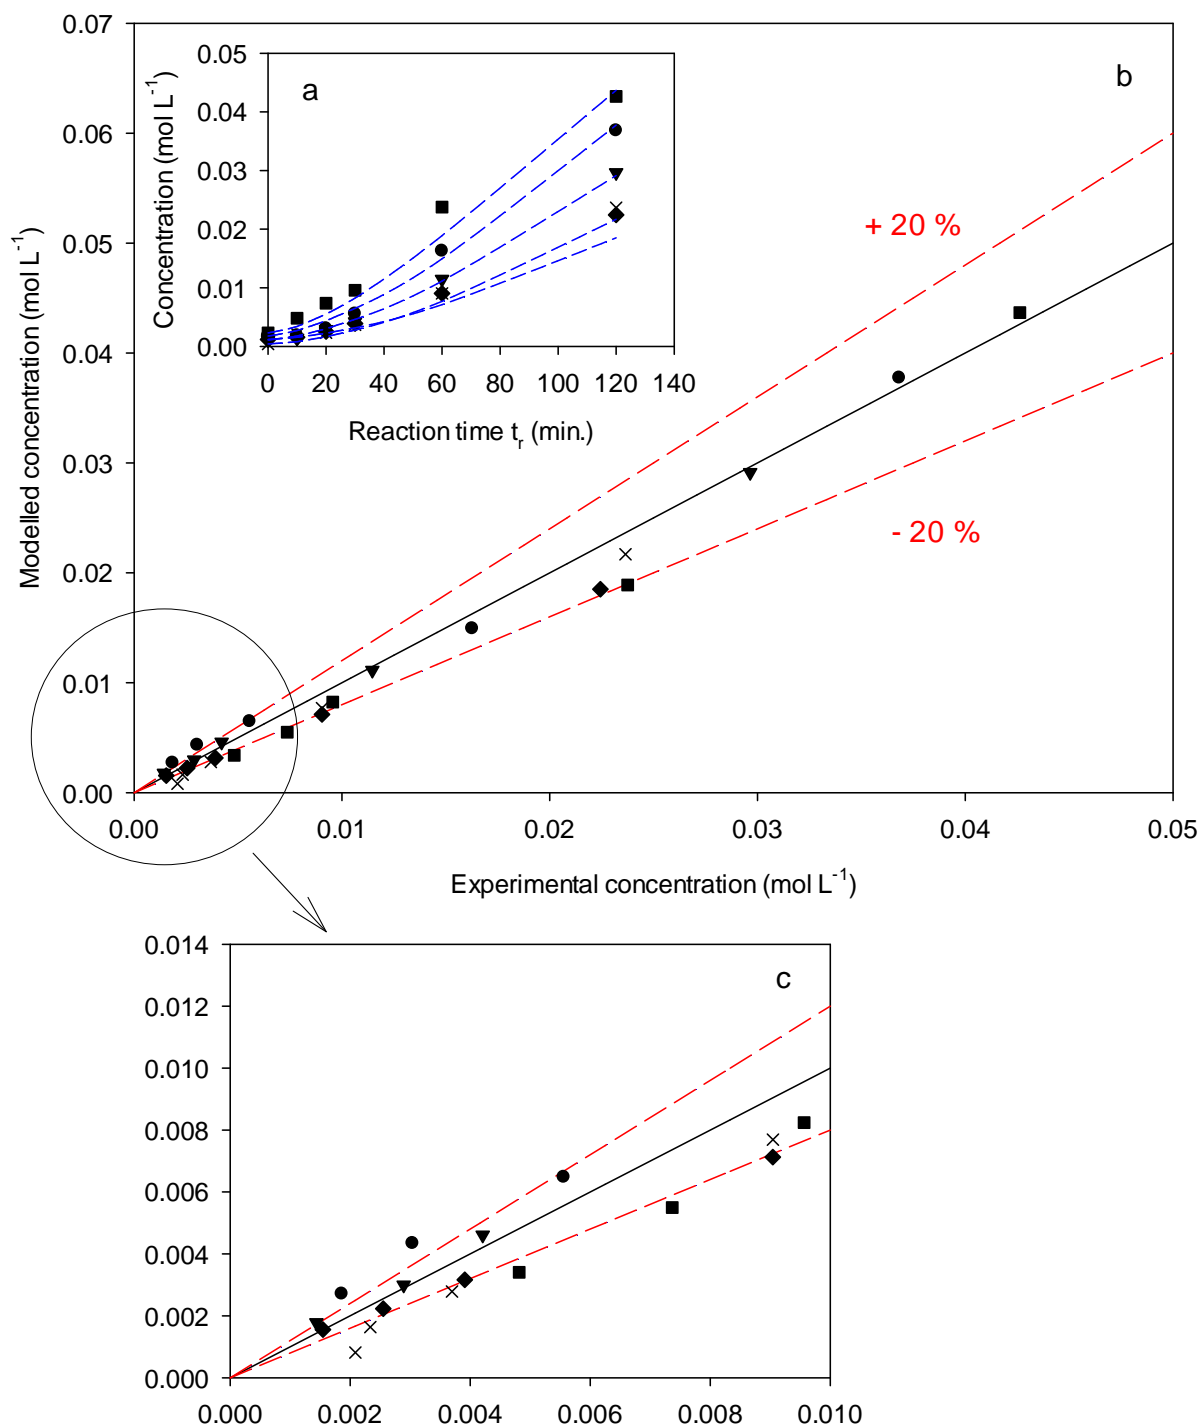 0.07
0.06
0.05
0.04
0.03
0.02
0.01
0.00
Modelled concentration (mol L⁻¹)
0.00 0.01 0.02 0.03 0.04 0.05
Experimental concentration (mol L⁻¹)
b
+ 20 %
- 20 %
0.05
0.04
0.03
0.02
0.01
0.00
Concentration (mol L⁻¹)
a
0 20 40 60 80 100 120 140
Reaction time tᵣ (min.)
0.014
0.012
0.010
0.008
0.006
0.004
0.002
0.000
c
0.000 0.002 0.004 0.006 0.008 0.010